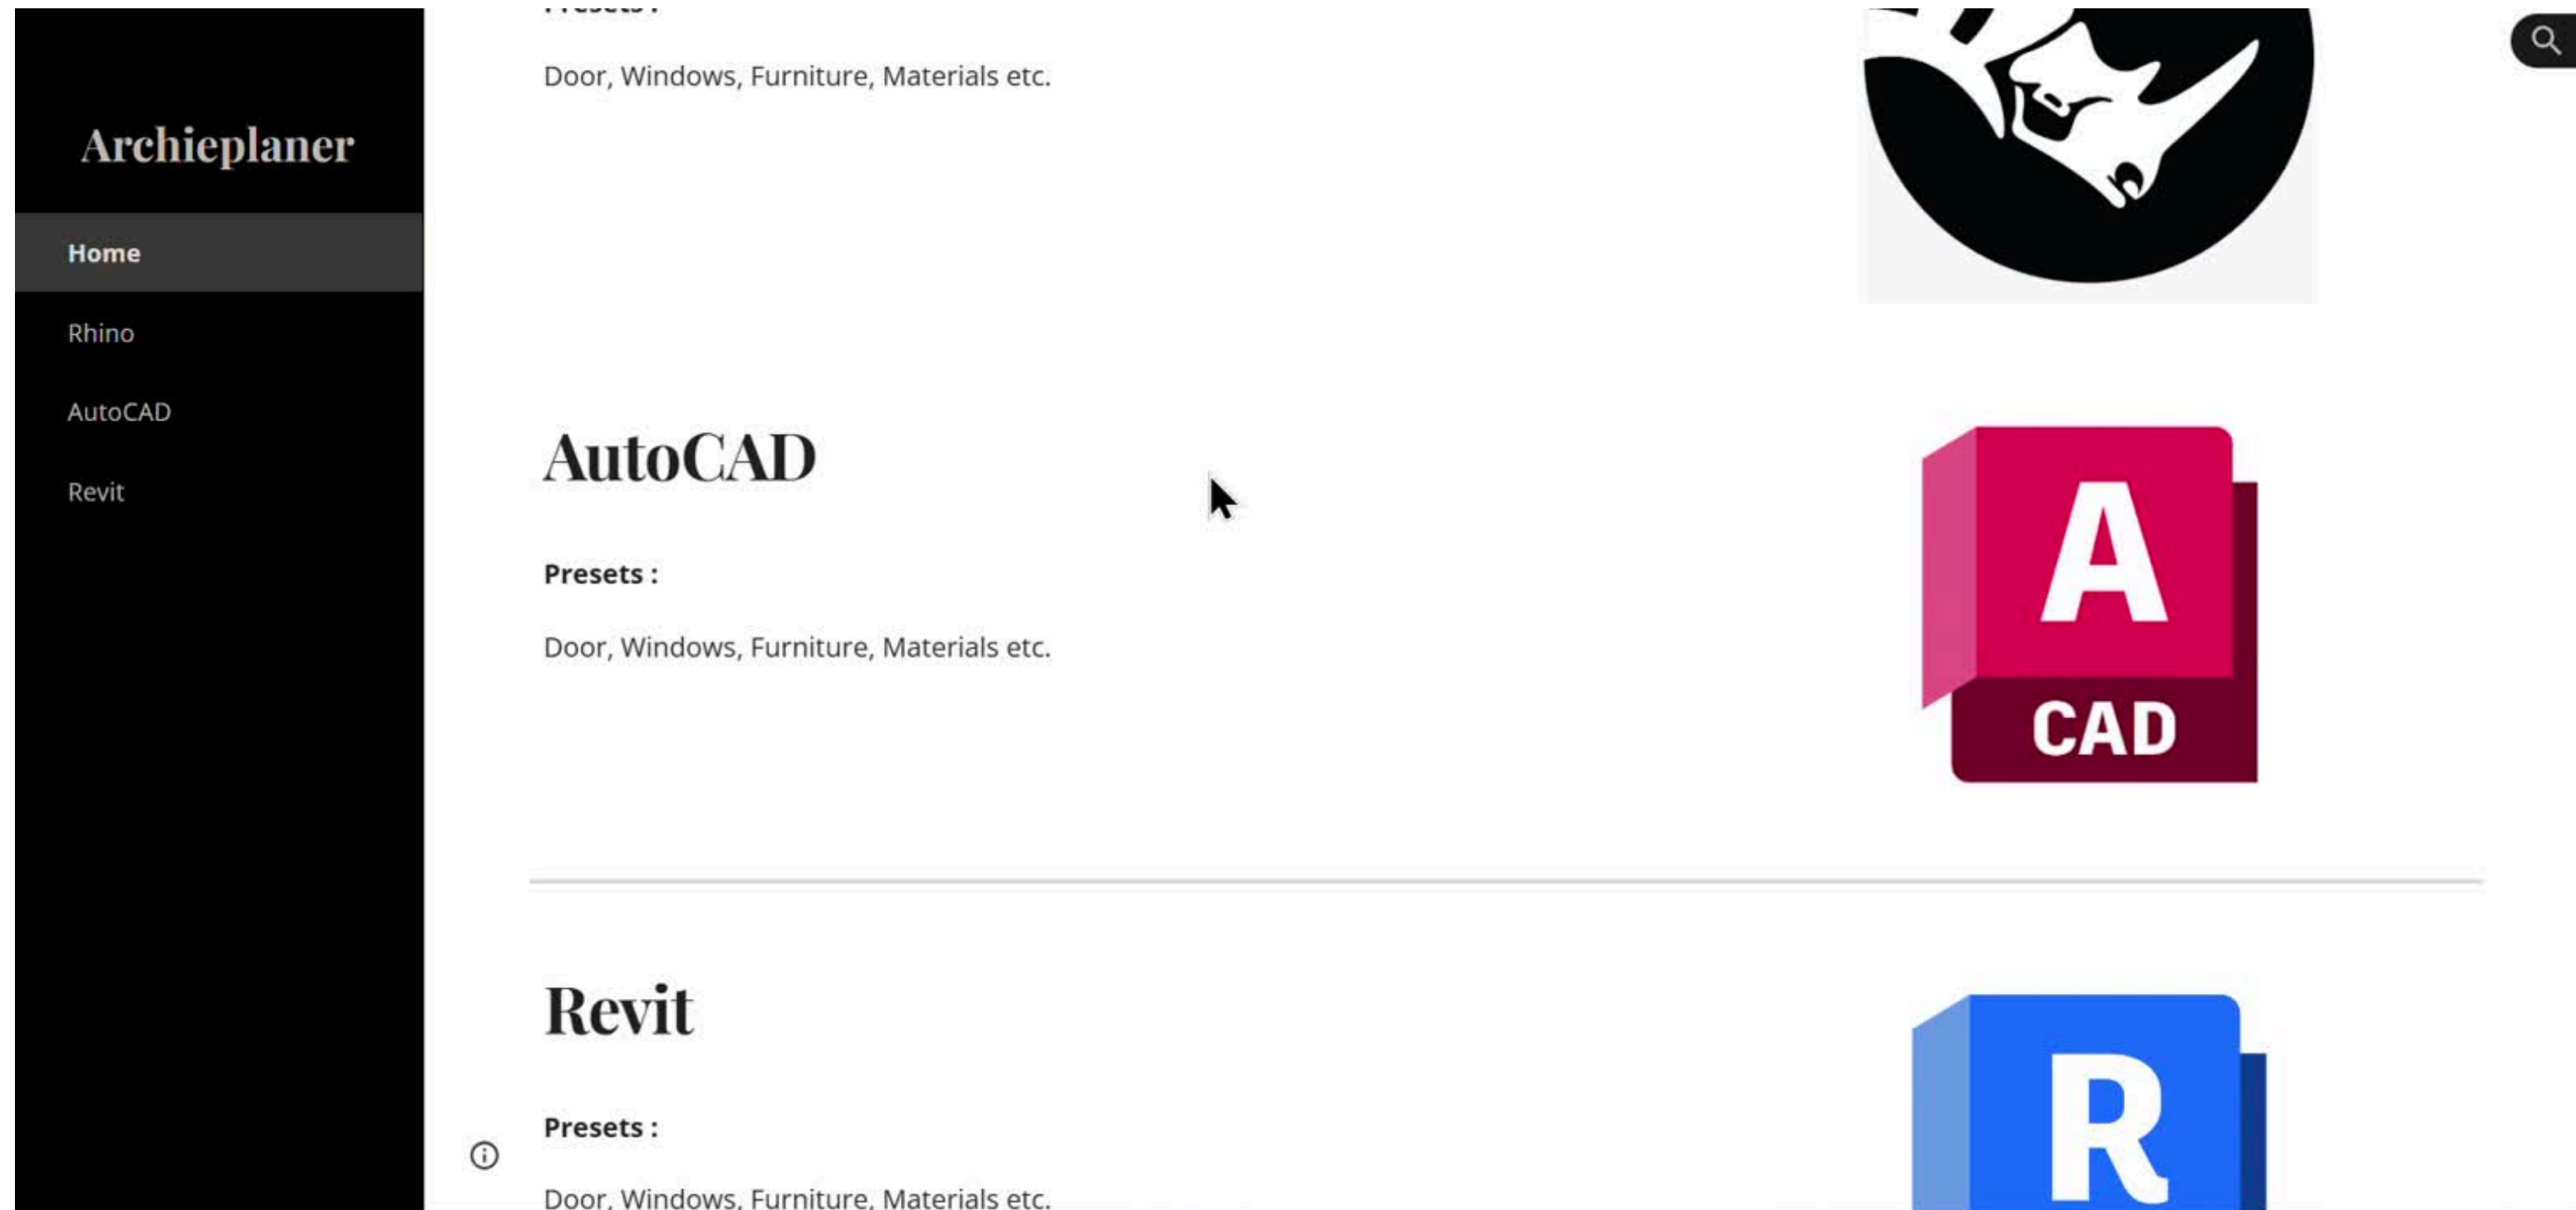 Archieplaner
Home
Rhino
AutoCAD
Revit
Presets :
Door, Windows, Furniture, Materials etc.
AutoCAD
Presets :
Door, Windows, Furniture, Materials etc.
A
CAD
Revit
Presets :
Door, Windows, Furniture, Materials etc.
R